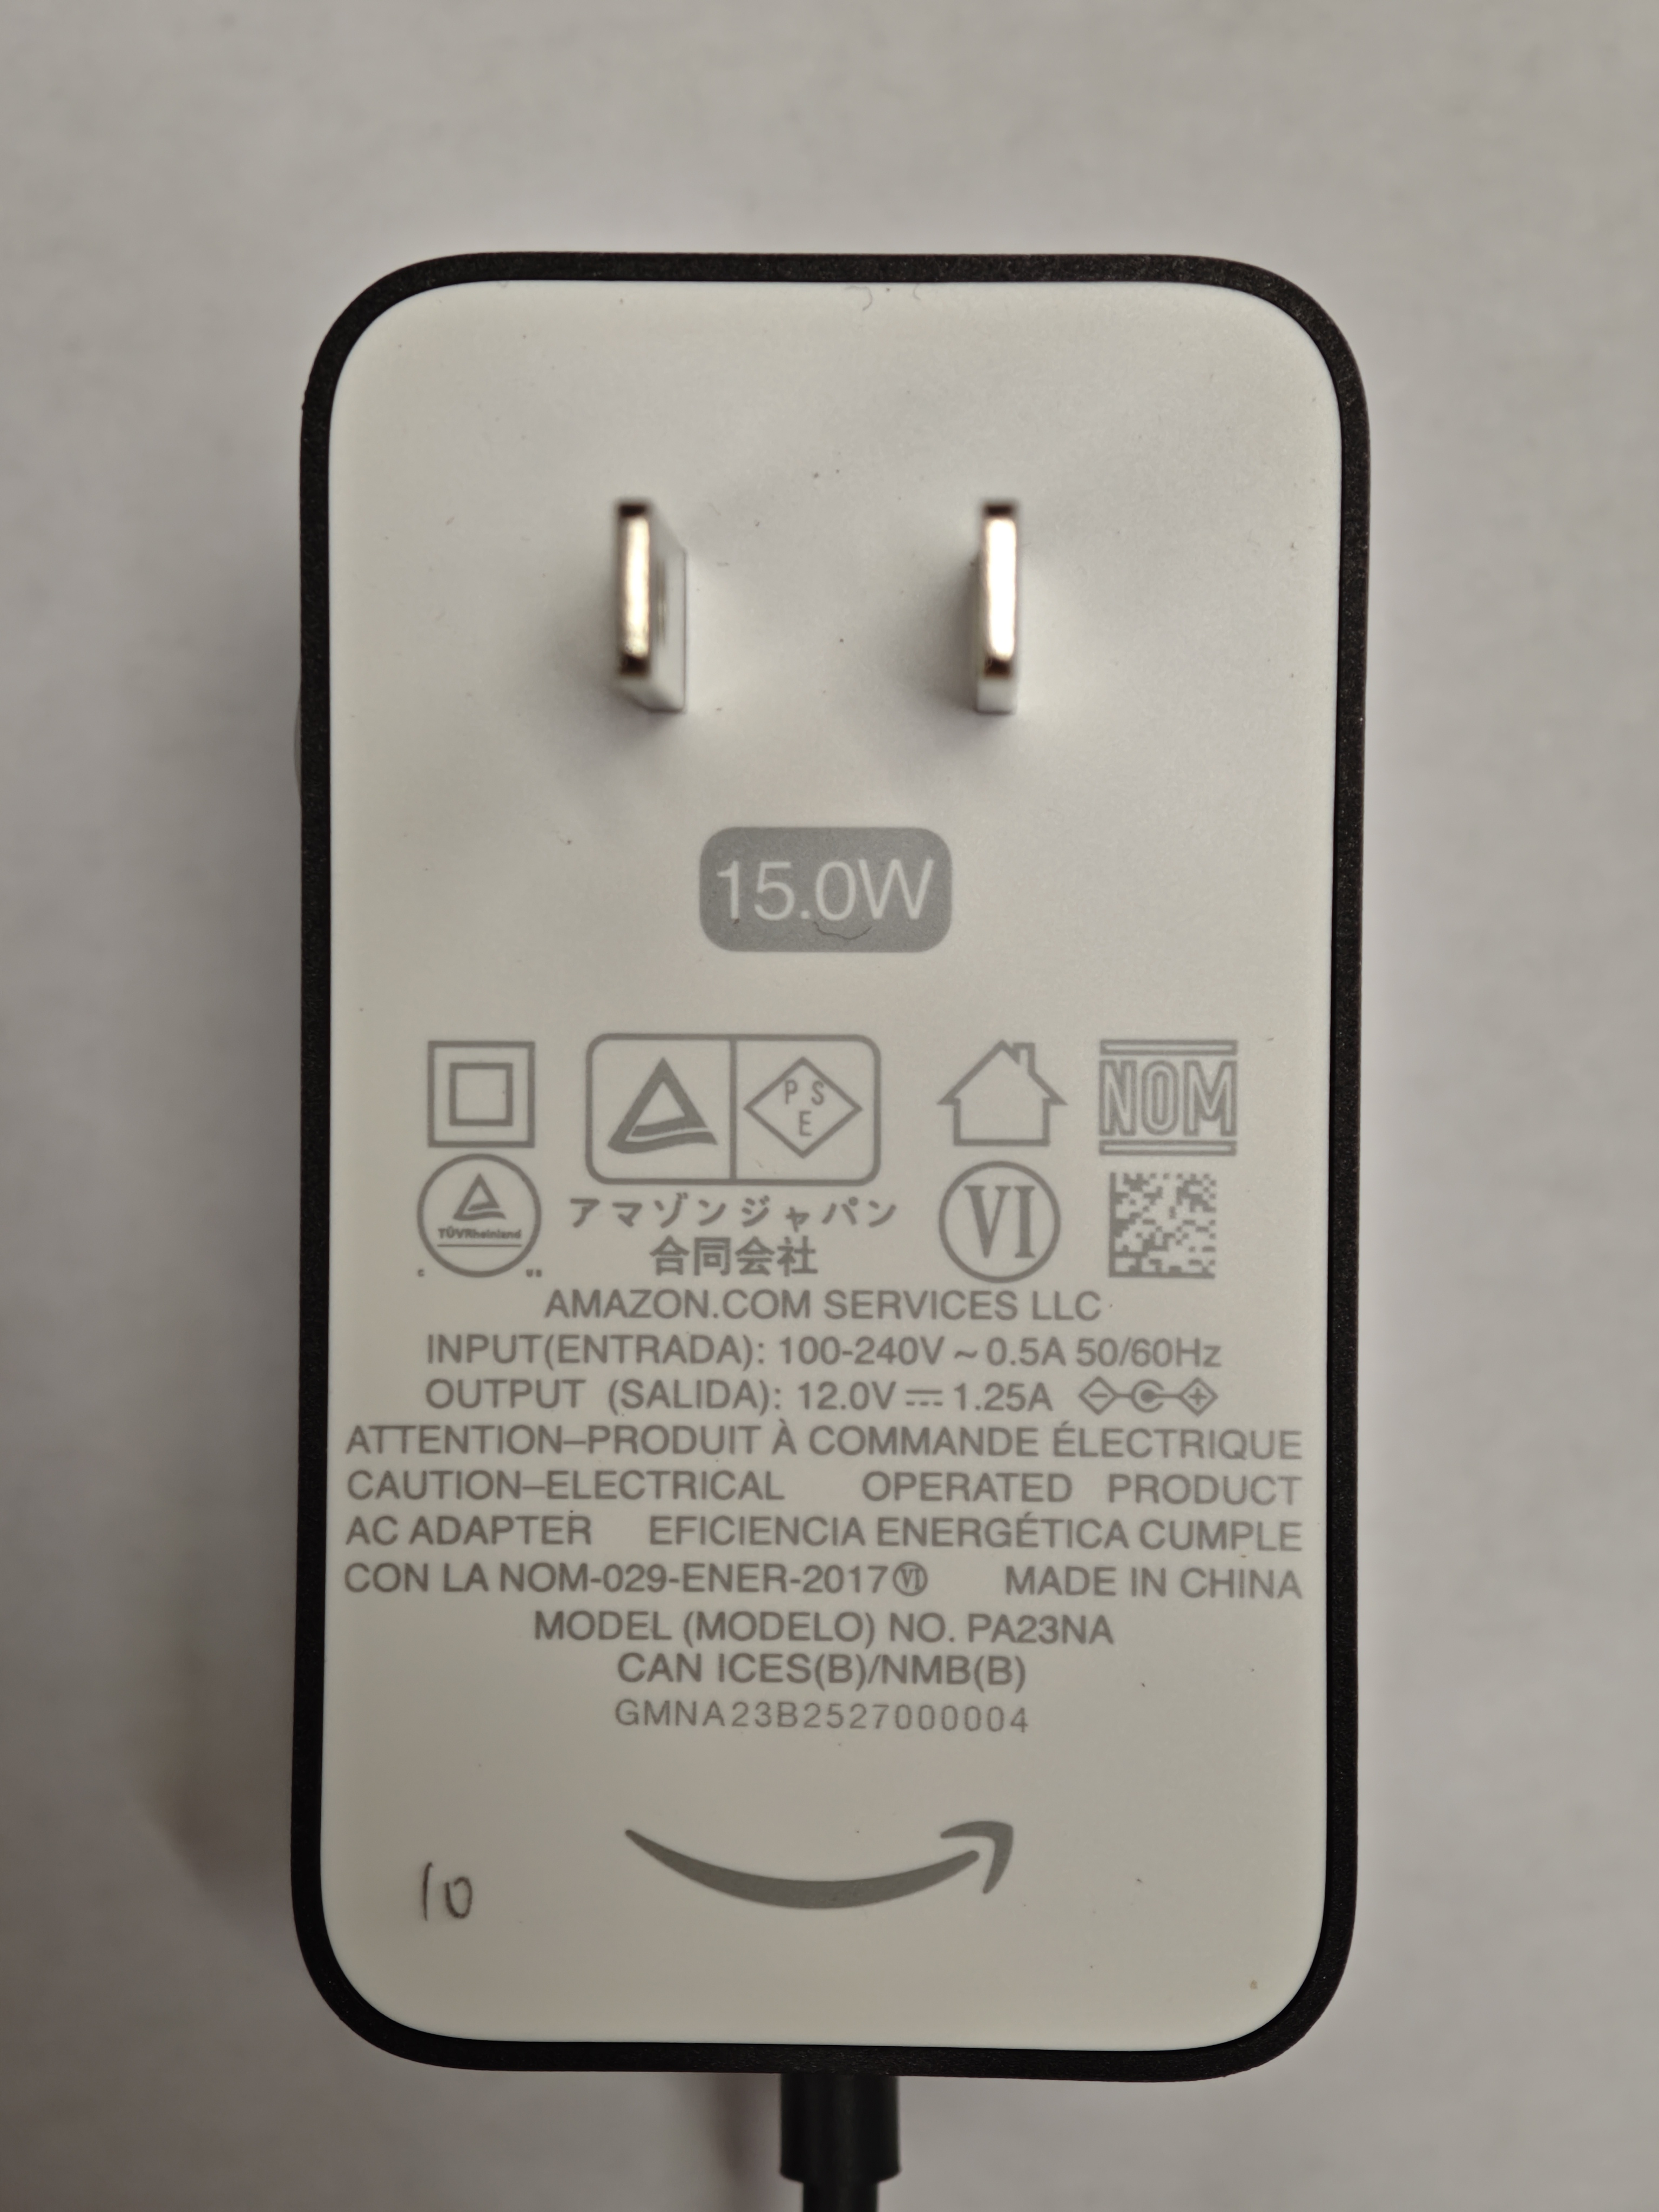 15.0W
PSE
NOM
TÜVRheinland
c us
アマゾンジャパン
合同会社
VI
AMAZON.COM SERVICES LLC
INPUT(ENTRADA): 100-240V ~ 0.5A 50/60Hz
OUTPUT (SALIDA): 12.0V ⎓ 1.25A
ATTENTION–PRODUIT À COMMANDE ÉLECTRIQUE
CAUTION–ELECTRICAL OPERATED PRODUCT
AC ADAPTER EFICIENCIA ENERGÉTICA CUMPLE
CON LA NOM-029-ENER-2017 VI MADE IN CHINA
MODEL (MODELO) NO. PA23NA
CAN ICES(B)/NMB(B)
GMNA23B2527000004
10